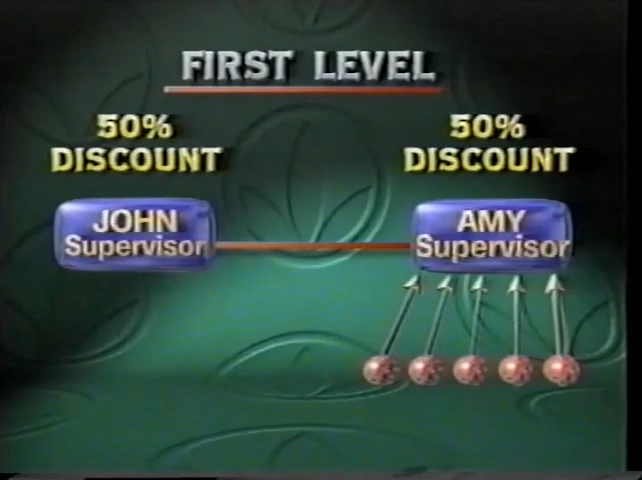 FIRST LEVEL
50%
DISCOUNT
50%
DISCOUNT
JOHN
Supervisor
AMY
Supervisor